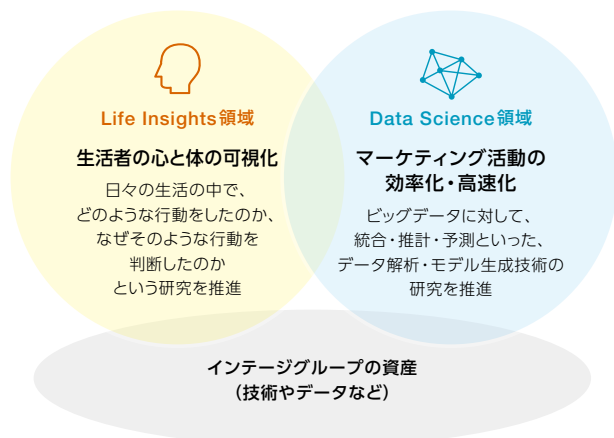 Life Insights領域
生活者の心と体の可視化
日々の生活の中で、
どのような行動をしたのか、
なぜそのような行動を
判断したのか
という研究を推進
Data Science領域
マーケティング活動の
効率化・高速化
ビッグデータに対して、
統合・推計・予測といった、
データ解析・モデル生成技術の
研究を推進
インテージグループの資産
（技術やデータなど）